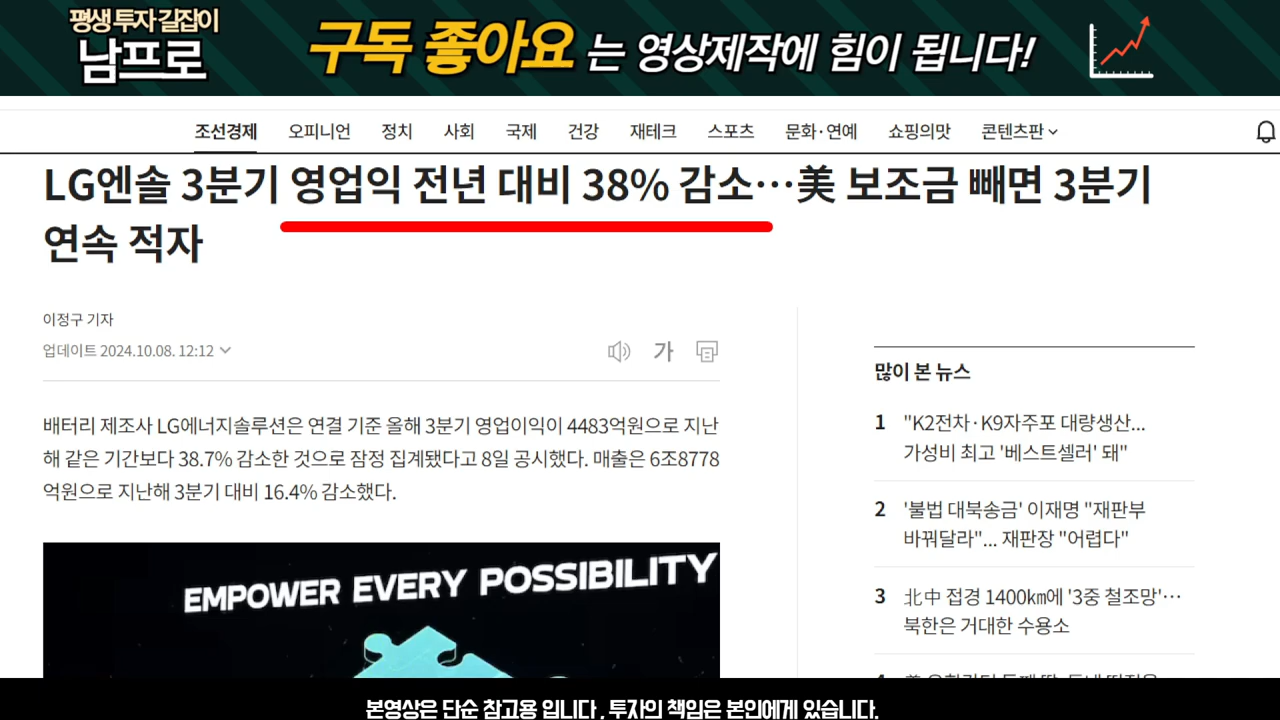 평생 투자 길잡이
남프로
구독 좋아요 는 영상제작에 힘이 됩니다!
조선경제 오피니언 정치 사회 국제 건강 재테크 스포츠 문화·연예 쇼핑의맛 콘텐츠판
LG엔솔 3분기 영업익 전년 대비 38% 감소…美 보조금 빼면 3분기
연속 적자
이정구 기자
업데이트 2024.10.08. 12:12
가
배터리 제조사 LG에너지솔루션은 연결 기준 올해 3분기 영업이익이 4483억원으로 지난
해 같은 기간보다 38.7% 감소한 것으로 잠정 집계됐다고 8일 공시했다. 매출은 6조8778
억원으로 지난해 3분기 대비 16.4% 감소했다.
EMPOWER EVERY POSSIBILITY
많이 본 뉴스
1 "K2전차·K9자주포 대량생산...
가성비 최고 '베스트셀러' 돼"
2 '불법 대북송금' 이재명 "재판부
바꿔달라"... 재판장 "어렵다"
3 北中 접경 1400㎞에 '3중 철조망'…
북한은 거대한 수용소
본영상은 단순 참고용 입니다, 투자의 책임은 본인에게 있습니다.